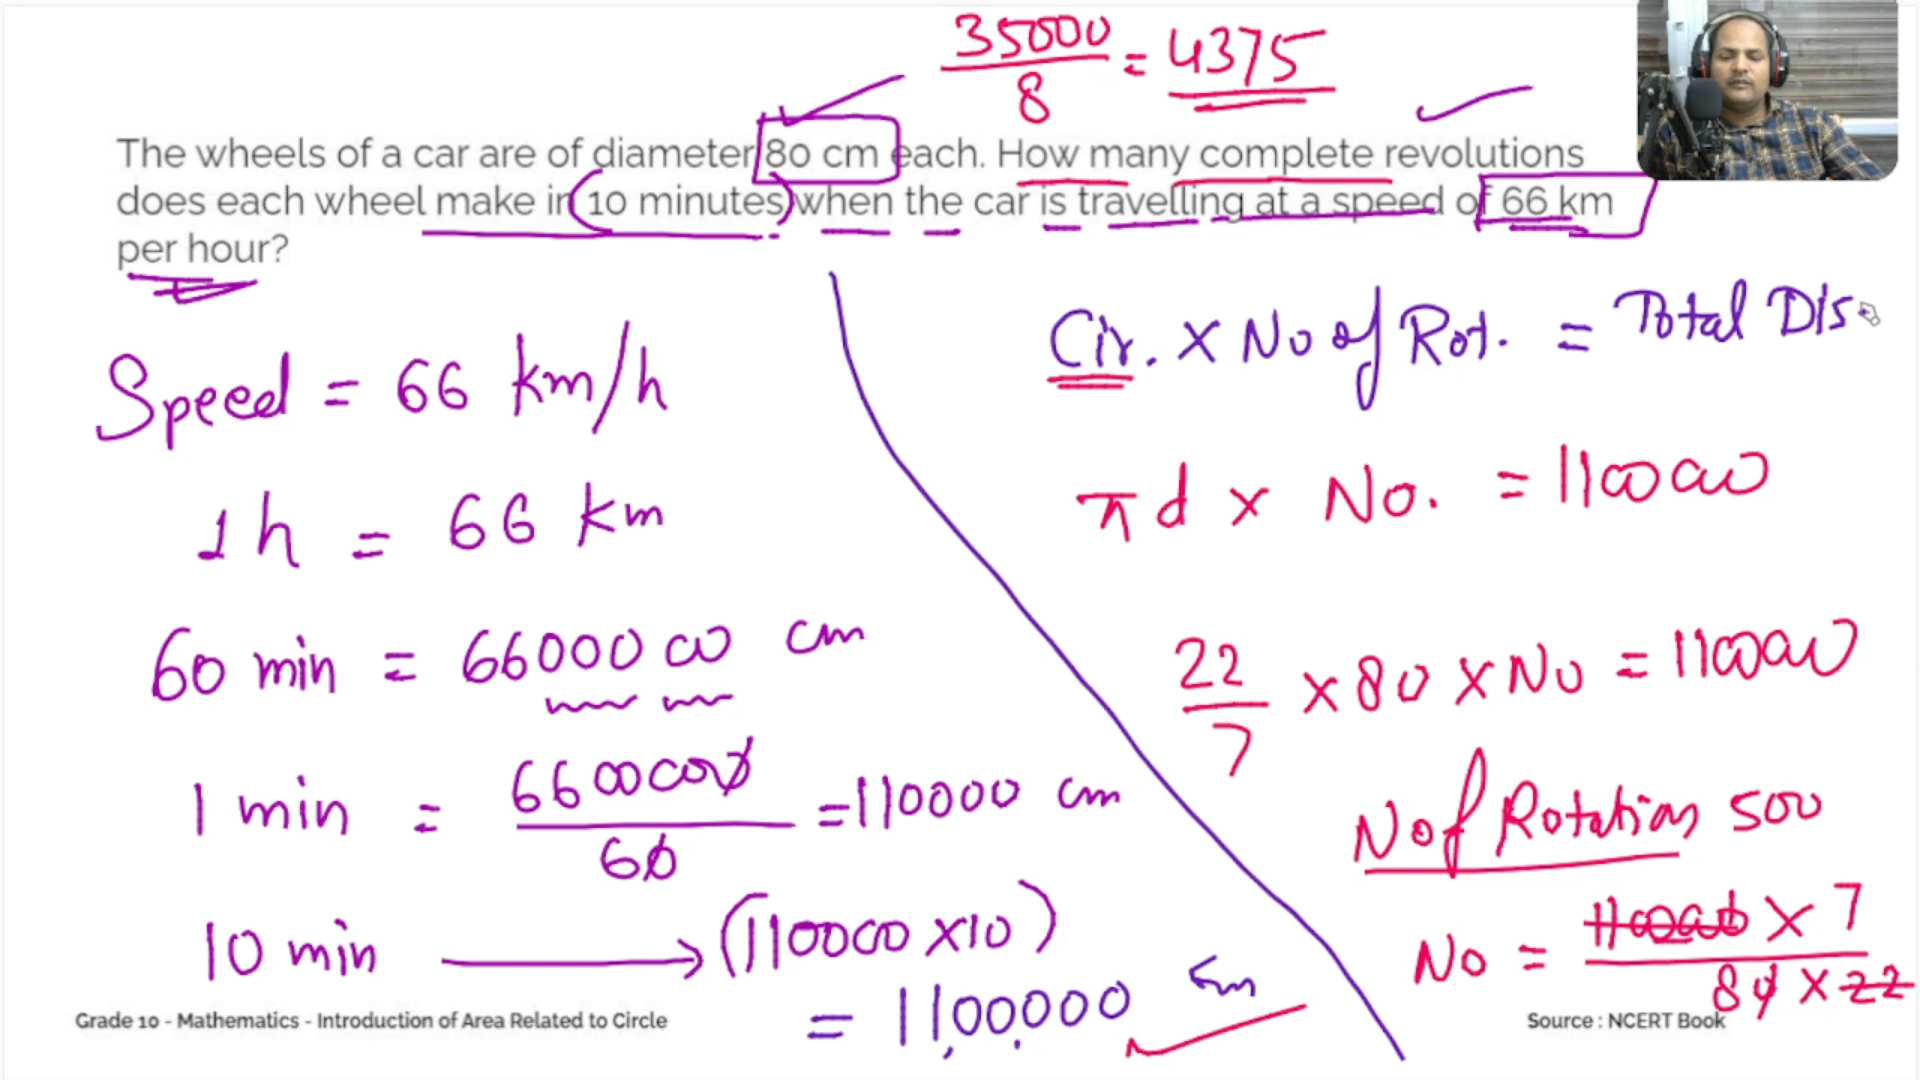 35000/8 = 4375
The wheels of a car are of diameter 80 cm each. How many complete revolutions
does each wheel make in 10 minutes when the car is travelling at a speed of 66 km
per hour?
Speed = 66 km/h
1 h = 66 km
60 min = 6600000 cm
1 min = 6600000/60 = 110000 cm
10 min → (110000 × 10)
= 11,00,000 cm
Cir. × No of Rot. = Total Dis
πd × No. = 1100000
22/7 × 80 × No = 1100000
No of Rotation 500
No = 1100000 × 7 / 80 × 22
Grade 10 - Mathematics - Introduction of Area Related to Circle
Source : NCERT Book